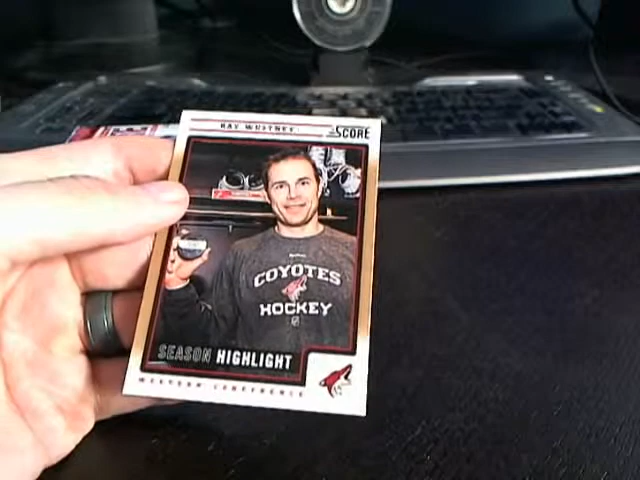 RAY WHITNEY
SCORE
COYOTES
HOCKEY
SEASON HIGHLIGHT
WESTERN CONFERENCE